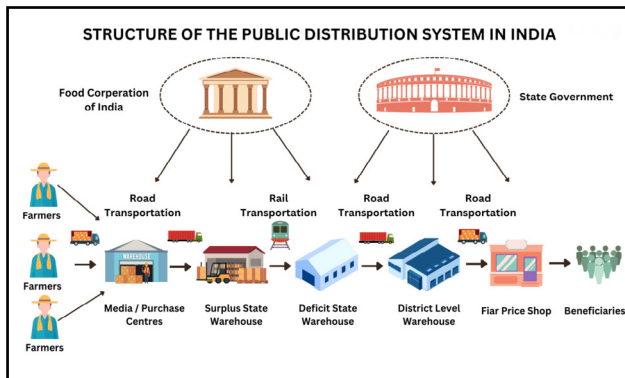 STRUCTURE OF THE PUBLIC DISTRIBUTION SYSTEM IN INDIA
Food Corperation
of India
State Government
Farmers
Road
Transportation
Rail
Transportation
Road
Transportation
Road
Transportation
Farmers
WAREHOUSE
Farmers
Media / Purchase
Centres
Surplus State
Warehouse
Deficit State
Warehouse
District Level
Warehouse
Fiar Price Shop
Beneficiaries